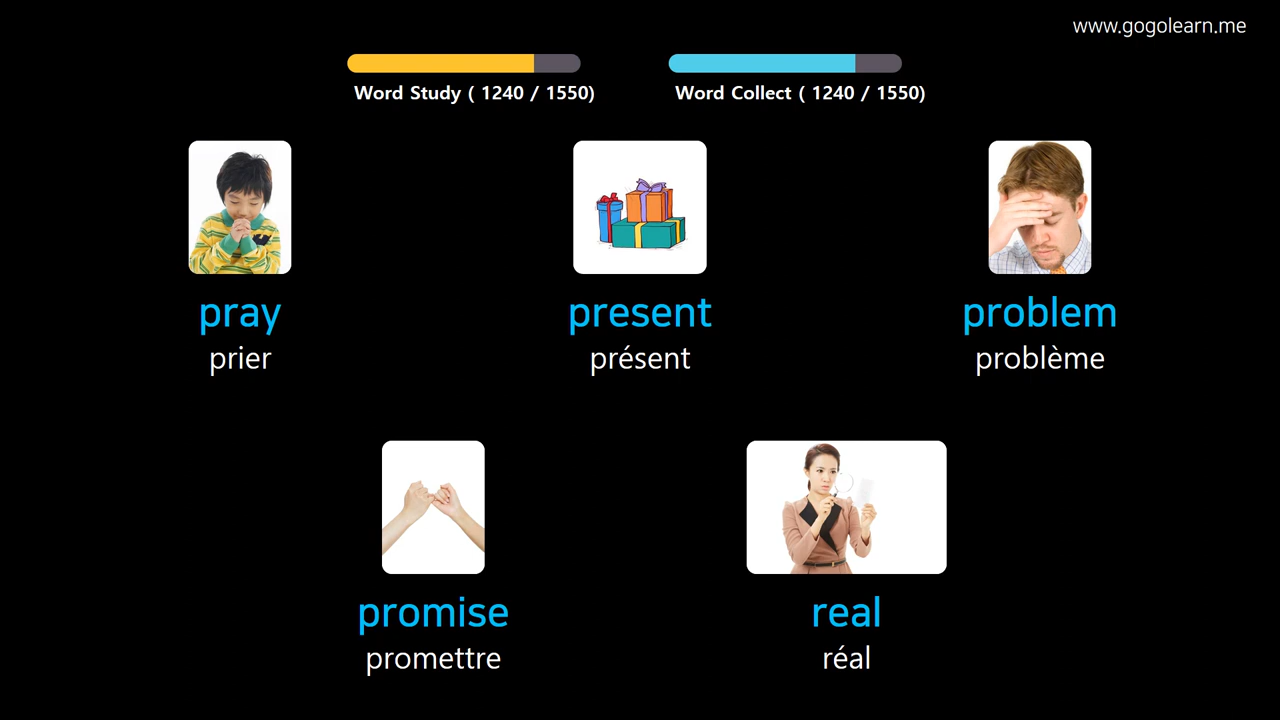 www.gogolearn.me
Word Study ( 1240 / 1550)
Word Collect ( 1240 / 1550)
pray
prier
present
présent
problem
problème
promise
promettre
real
réal